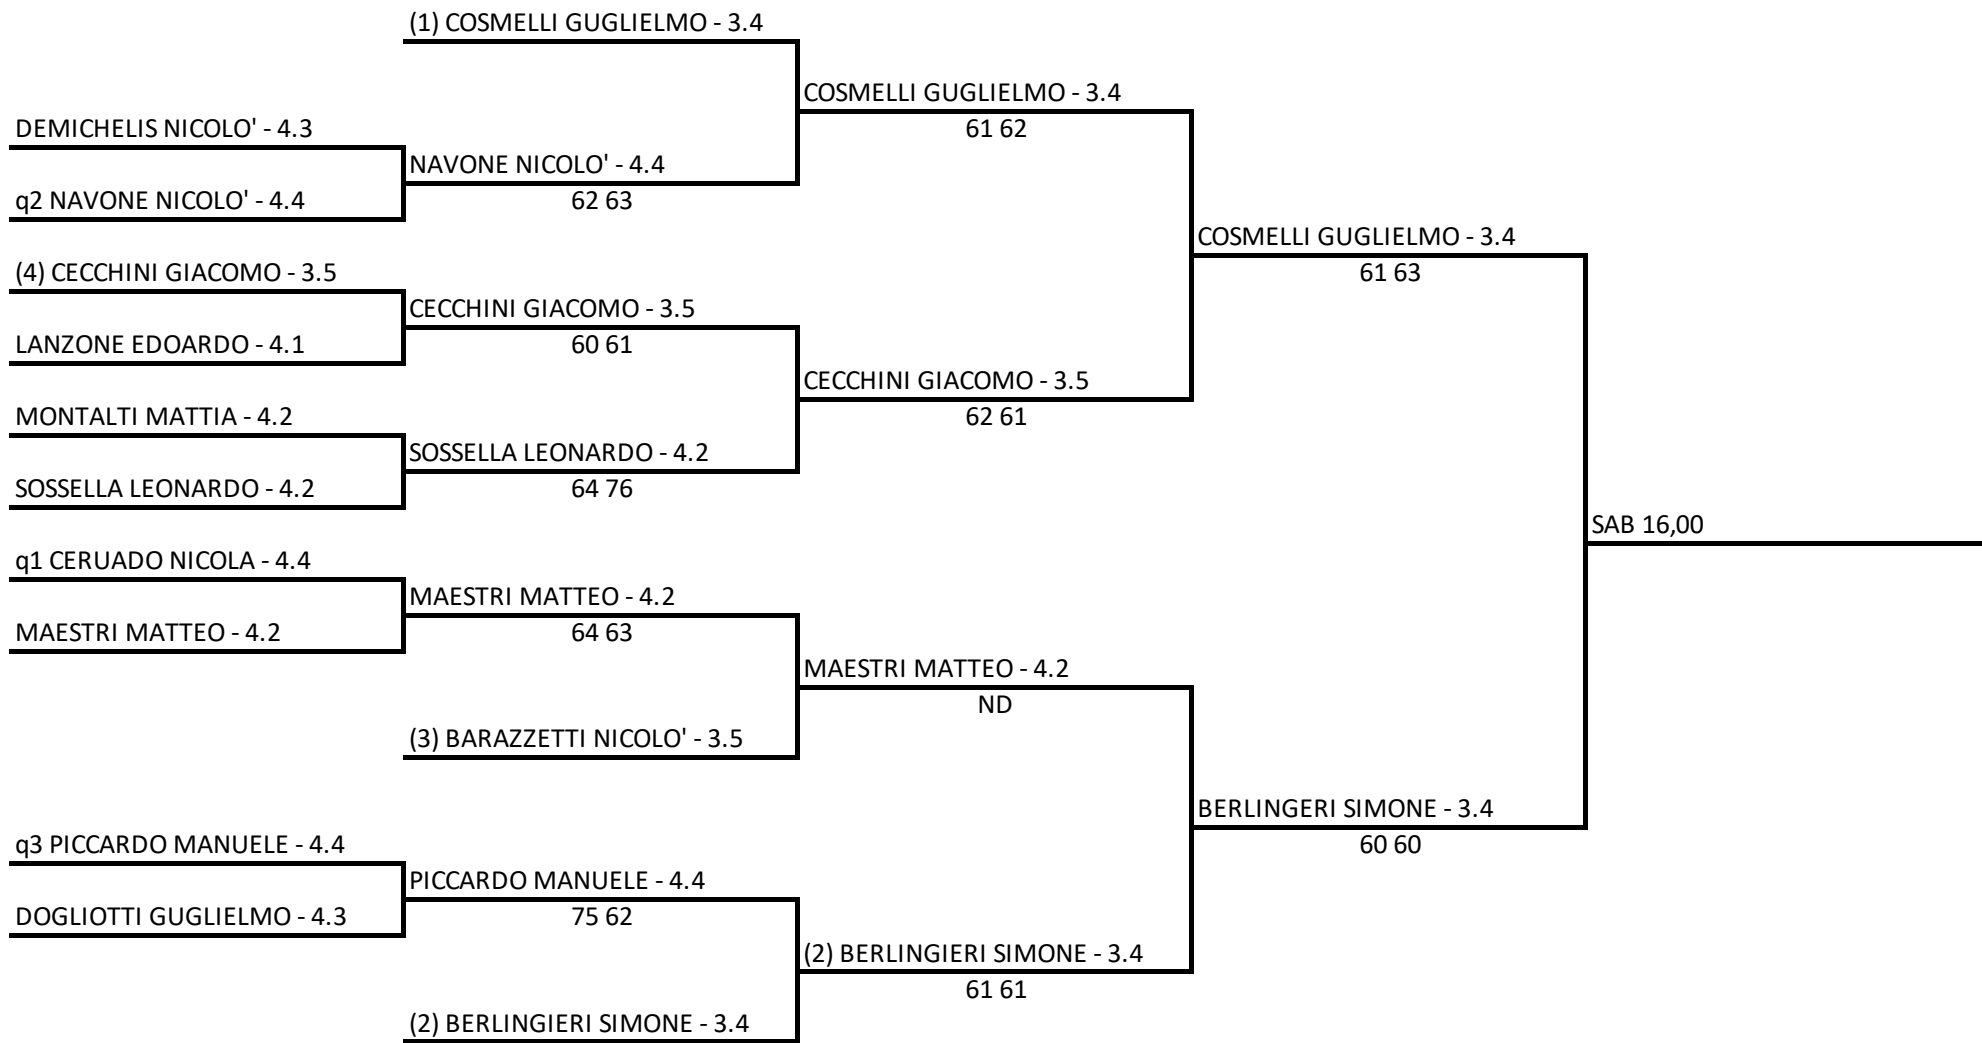 (1) COSMELLI GUGLIELMO - 3.4
COSMELLI GUGLIELMO - 3.4
DEMICHELIS NICOLO' - 4.3
61 62
NAVONE NICOLO' - 4.4
q2 NAVONE NICOLO' - 4.4
62 63
COSMELLI GUGLIELMO - 3.4
(4) CECCHINI GIACOMO - 3.5
61 63
CECCHINI GIACOMO - 3.5
LANZONE EDOARDO - 4.1
60 61
CECCHINI GIACOMO - 3.5
MONTALTI MATTIA - 4.2
62 61
SOSSELLA LEONARDO - 4.2
SOSSELLA LEONARDO - 4.2
64 76
SAB 16,00
q1 CERUADO NICOLA - 4.4
MAESTRI MATTEO - 4.2
MAESTRI MATTEO - 4.2
64 63
MAESTRI MATTEO - 4.2
ND
(3) BARAZZETTI NICOLO' - 3.5
BERLINGERI SIMONE - 3.4
q3 PICCARDO MANUELE - 4.4
60 60
PICCARDO MANUELE - 4.4
DOGLIOTTI GUGLIELMO - 4.3
75 62
(2) BERLINGIERI SIMONE - 3.4
61 61
(2) BERLINGIERI SIMONE - 3.4